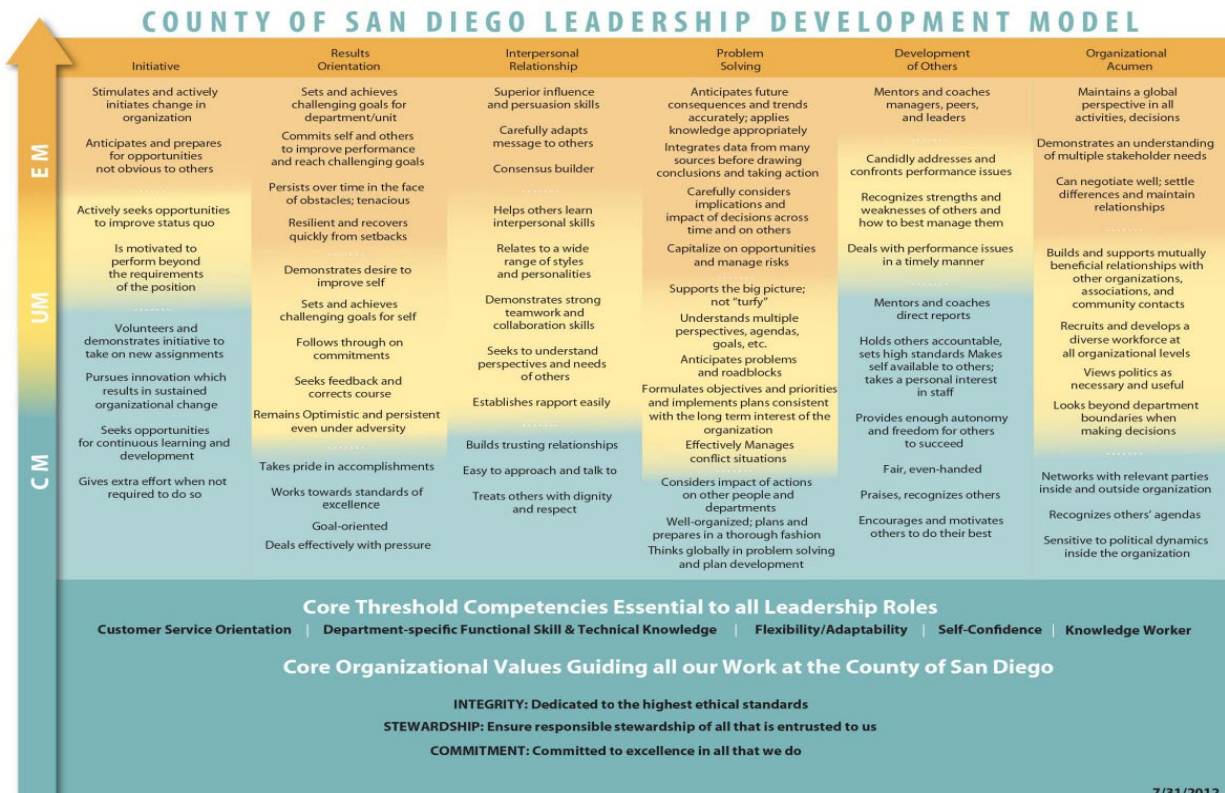 COUNTY OF SAN DIEGO LEADERSHIP DEVELOPMENT MODEL
EM
UM
CM
Initiative
Stimulates and actively
initiates change in
organization
Anticipates and prepares
for opportunities
not obvious to others
.......
Actively seeks opportunities
to improve status quo
Is motivated to
perform beyond
the requirements
of the position
.......
Volunteers and
demonstrates initiative to
take on new assignments
Pursues innovation which
results in sustained
organizational change
Seeks opportunities
for continuous learning and
development
Gives extra effort when not
required to do so
Results
Orientation
Sets and achieves
challenging goals for
department/unit
Commits self and others
to improve performance
and reach challenging goals
Persists over time in the face
of obstacles; tenacious
Resilient and recovers
quickly from setbacks
.......
Demonstrates desire to
improve self
Sets and achieves
challenging goals for self
Follows through on
commitments
Seeks feedback and
corrects course
Remains Optimistic and persistent
even under adversity
.......
Takes pride in accomplishments
Works towards standards of
excellence
Goal-oriented
Deals effectively with pressure
Interpersonal
Relationship
Superior influence
and persuasion skills
Carefully adapts
message to others
Consensus builder
.......
Helps others learn
interpersonal skills
Relates to a wide
range of styles
and personalities
Demonstrates strong
teamwork and
collaboration skills
Seeks to understand
perspectives and needs
of others
Establishes rapport easily
.......
Builds trusting relationships
Easy to approach and talk to
Treats others with dignity
and respect
Problem
Solving
Anticipates future
consequences and trends
accurately; applies
knowledge appropriately
Integrates data from many
sources before drawing
conclusions and taking action
Carefully considers
implications and
impact of decisions across
time and on others
Capitalize on opportunities
and manage risks
.......
Supports the big picture;
not "turfy"
Understands multiple
perspectives, agendas,
goals, etc.
Anticipates problems
and roadblocks
Formulates objectives and priorities
and implements plans consistent
with the long term interest of the
organization
Effectively Manages
conflict situations
.......
Considers impact of actions
on other people and
departments
Well-organized; plans and
prepares in a thorough fashion
Thinks globally in problem solving
and plan development
Development
of Others
Mentors and coaches
managers, peers,
and leaders
.......
Candidly addresses and
confronts performance issues
Recognizes strengths and
weaknesses of others and
how to best manage them
Deals with performance issues
in a timely manner
.......
Mentors and coaches
direct reports
Holds others accountable,
sets high standards Makes
self available to others;
takes a personal interest
in staff
Provides enough autonomy
and freedom for others
to succeed
Fair, even-handed
Praises, recognizes others
Encourages and motivates
others to do their best
Organizational
Acumen
Maintains a global
perspective in all
activities, decisions
Demonstrates an understanding
of multiple stakeholder needs
Can negotiate well; settle
differences and maintain
relationships
.......
Builds and supports mutually
beneficial relationships with
other organizations,
associations, and
community contacts
Recruits and develops a
diverse workforce at
all organizational levels
Views politics as
necessary and useful
Looks beyond department
boundaries when
making decisions
.......
Networks with relevant parties
inside and outside organization
Recognizes others' agendas
Sensitive to political dynamics
inside the organization
Core Threshold Competencies Essential to all Leadership Roles
Customer Service Orientation | Department-specific Functional Skill & Technical Knowledge | Flexibility/Adaptability | Self-Confidence | Knowledge Worker
Core Organizational Values Guiding all our Work at the County of San Diego
INTEGRITY: Dedicated to the highest ethical standards
STEWARDSHIP: Ensure responsible stewardship of all that is entrusted to us
COMMITMENT: Committed to excellence in all that we do
7/31/2012